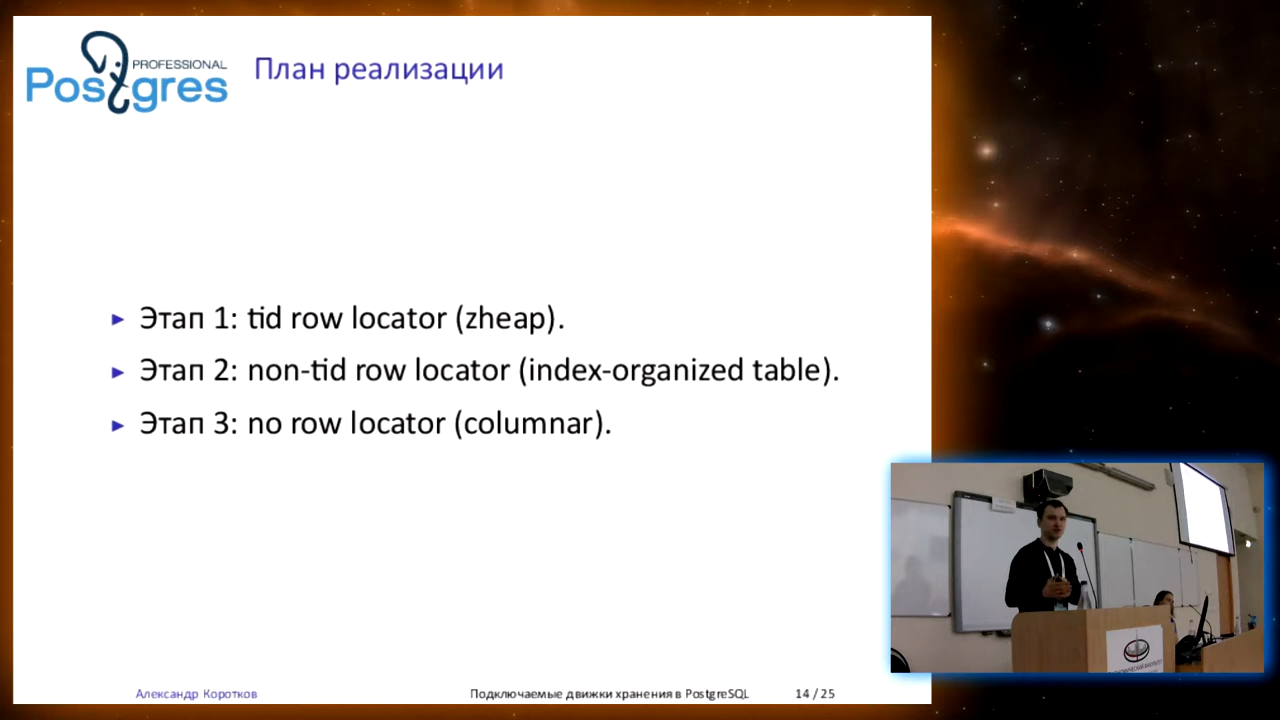 PROFESSIONAL
Postgres
План реализации
► Этап 1: tid row locator (zheap).
► Этап 2: non-tid row locator (index-organized table).
► Этап 3: no row locator (columnar).
Александр Коротков
Подключаемые движки хранения в PostgreSQL
14 / 25